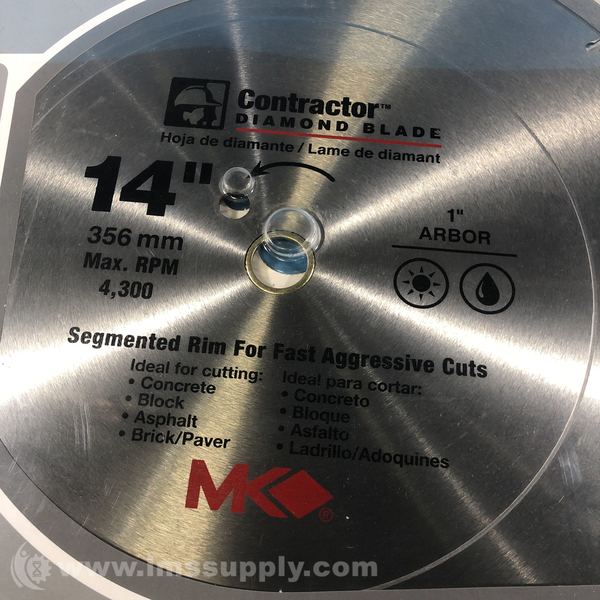 Contractor™
DIAMOND BLADE
Hoja de diamante / Lame de diamant
14"
356 mm
Max. RPM
4,300
1"
ARBOR
Segmented Rim For Fast Aggressive Cuts
Ideal for cutting:
• Concrete
• Block
• Asphalt
• Brick/Paver
Ideal para cortar:
• Concreto
• Bloque
• Asfalto
• Ladrillo/Adoquines
MK®
www.imssupply.com